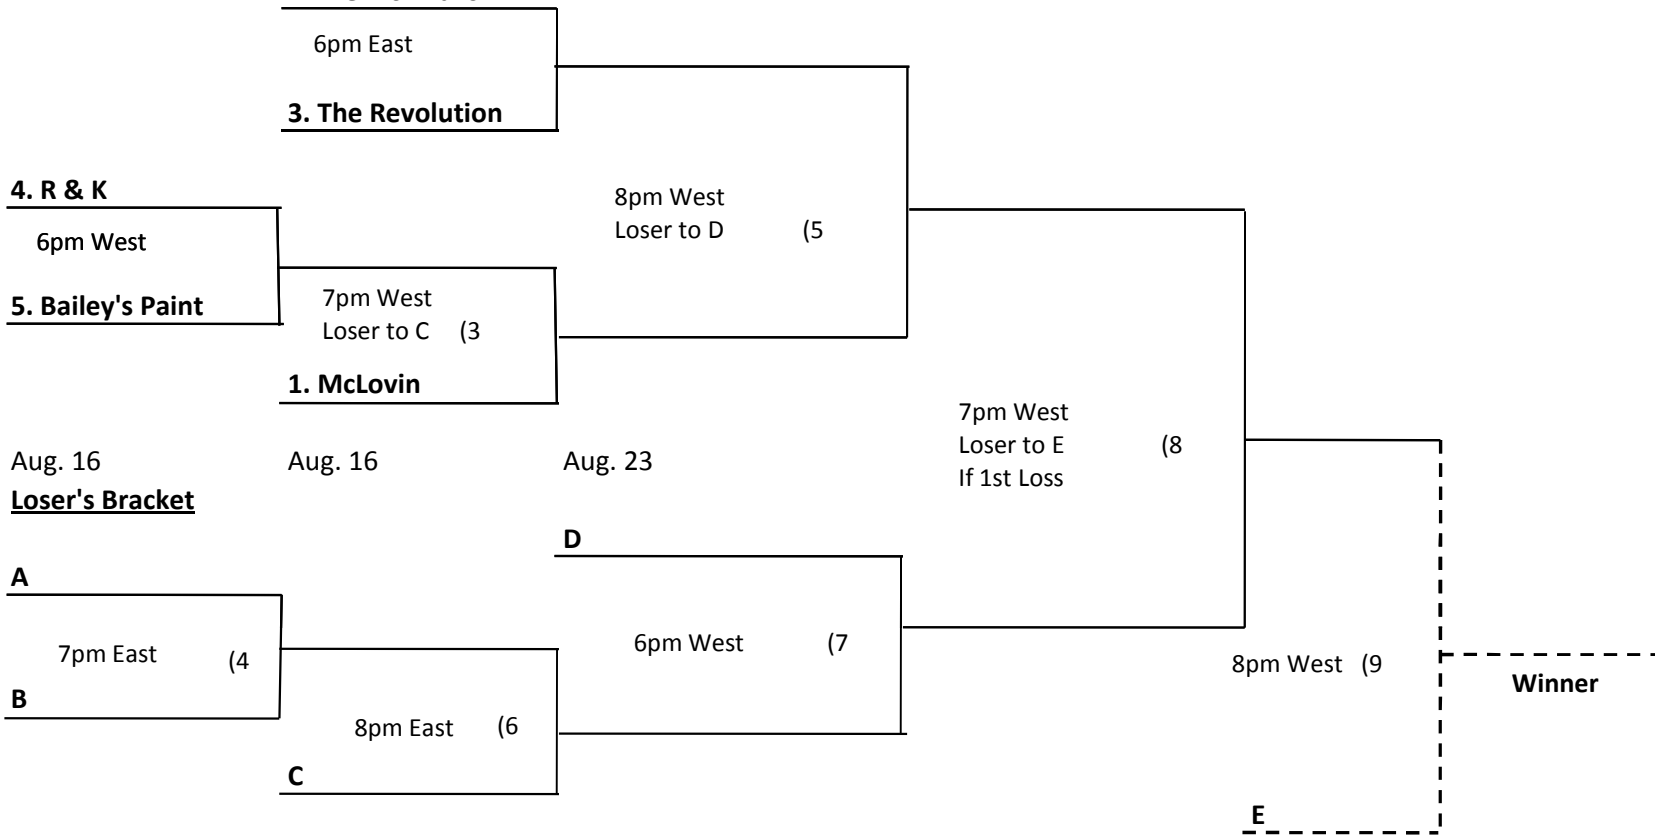 6pm East
3. The Revolution
4. R & K
6pm West
5. Bailey's Paint
8pm West
Loser to D (5
7pm West
Loser to C (3
1. McLovin
7pm West
Loser to E (8
If 1st Loss
Aug. 16 Aug. 16 Aug. 23
Loser's Bracket
D
A
7pm East (4
B
6pm West (7
8pm West (9
Winner
8pm East (6
C
E